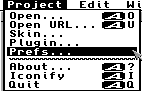 Project Edit Wi
Open... O
Open URL... U
Skin...
Plugin...
Prefs...
About... ?
Iconify I
Quit Q